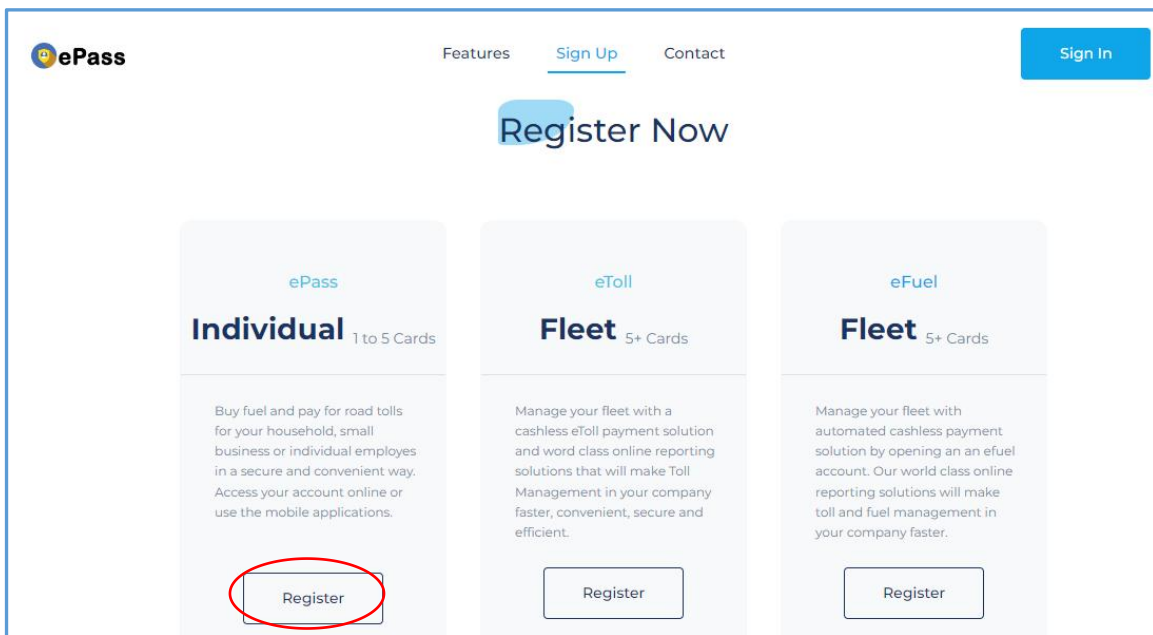 ePass
Features Sign Up Contact
Sign In
Register Now
ePass
Individual 1 to 5 Cards
Buy fuel and pay for road tolls
for your household, small
business or individual employes
in a secure and convenient way.
Access your account online or
use the mobile applications.
Register
eToll
Fleet 5+ Cards
Manage your fleet with a
cashless eToll payment solution
and word class online reporting
solutions that will make Toll
Management in your company
faster, convenient, secure and
efficient.
Register
eFuel
Fleet 5+ Cards
Manage your fleet with
automated cashless payment
solution by opening an an efuel
account. Our world class online
reporting solutions will make
toll and fuel management in
your company faster.
Register